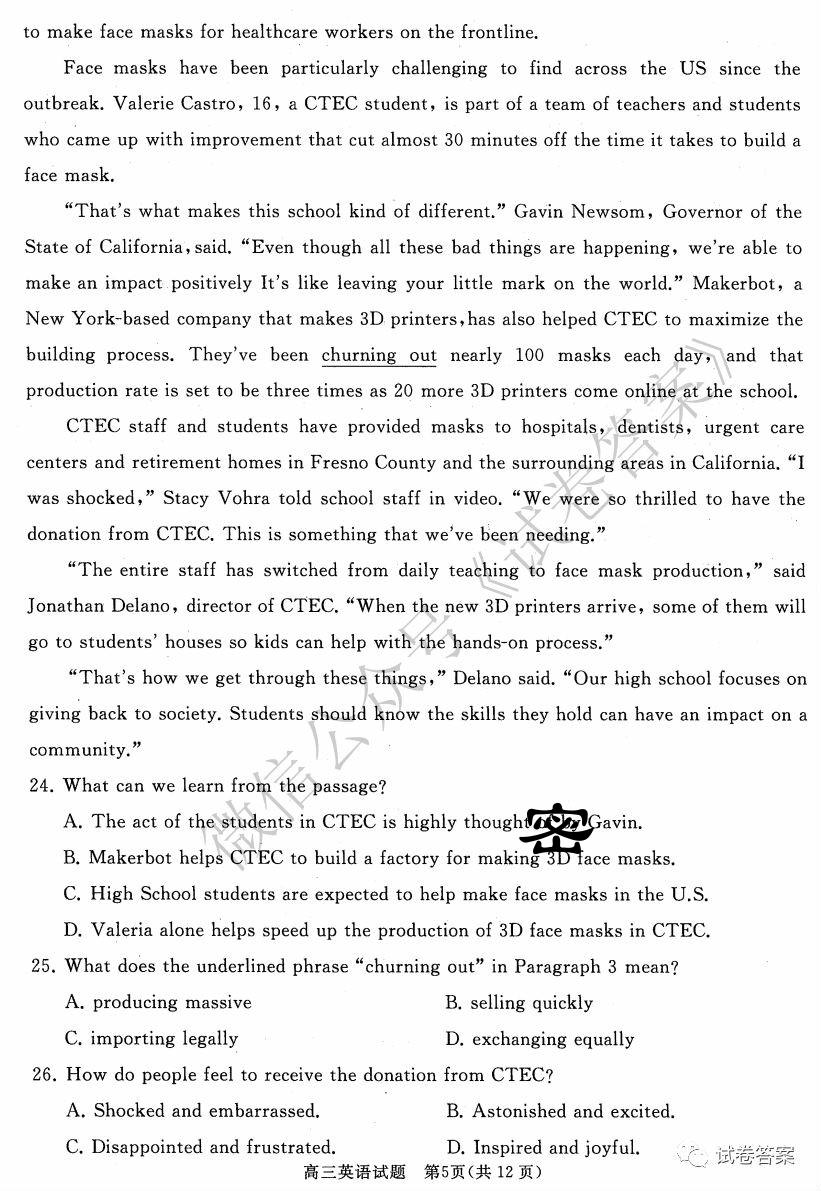 to make face masks for healthcare workers on the frontline.
Face masks have been particularly challenging to find across the US since the
outbreak. Valerie Castro, 16, a CTEC student, is part of a team of teachers and students
who came up with improvement that cut almost 30 minutes off the time it takes to build a
face mask.
“That’s what makes this school kind of different.” Gavin Newsom, Governor of the
State of California, said. “Even though all these bad things are happening, we’re able to
make an impact positively It’s like leaving your little mark on the world.” Makerbot, a
New York-based company that makes 3D printers, has also helped CTEC to maximize the
building process. They’ve been churning out nearly 100 masks each day, and that
production rate is set to be three times as 20 more 3D printers come online at the school.
CTEC staff and students have provided masks to hospitals, dentists, urgent care
centers and retirement homes in Fresno County and the surrounding areas in California. “I
was shocked,” Stacy Vohra told school staff in video. “We were so thrilled to have the
donation from CTEC. This is something that we’ve been needing.”
“The entire staff has switched from daily teaching to face mask production,” said
Jonathan Delano, director of CTEC. “When the new 3D printers arrive, some of them will
go to students’ houses so kids can help with the hands-on process.”
“That’s how we get through these things,” Delano said. “Our high school focuses on
giving back to society. Students should know the skills they hold can have an impact on a
community.”
24. What can we learn from the passage?
A. The act of the students in CTEC is highly thought of by Gavin.
密
B. Makerbot helps CTEC to build a factory for making 3D face masks.
C. High School students are expected to help make face masks in the U.S.
D. Valeria alone helps speed up the production of 3D face masks in CTEC.
25. What does the underlined phrase “churning out” in Paragraph 3 mean?
A. producing massive B. selling quickly
C. importing legally D. exchanging equally
26. How do people feel to receive the donation from CTEC?
A. Shocked and embarrassed. B. Astonished and excited.
C. Disappointed and frustrated. D. Inspired and joyful.
高三英语试题 第5页(共12页)
微信公众号《试卷答案》
试卷答案